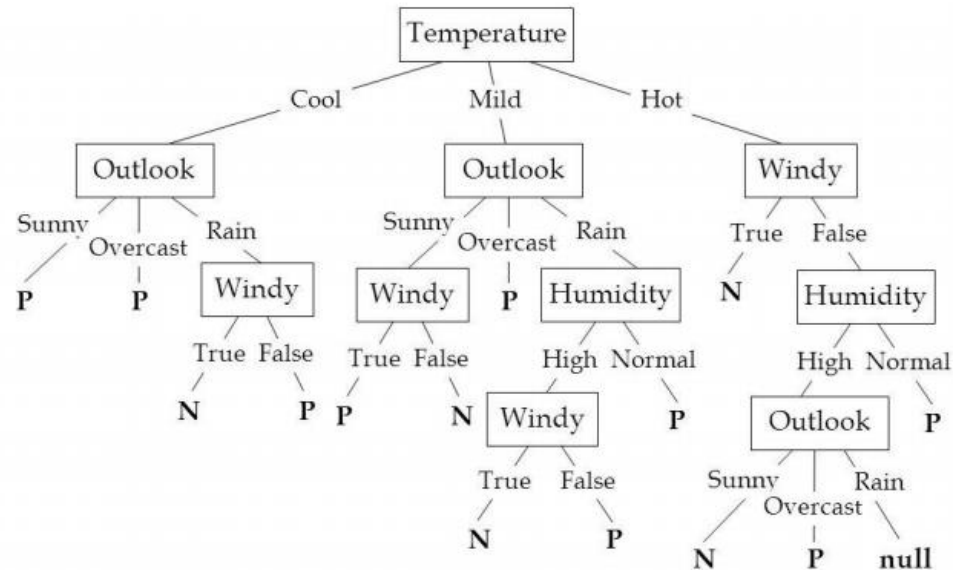 Temperature
Cool Mild Hot
Outlook Outlook Windy
Sunny Overcast Rain Sunny Overcast Rain True False
P P Windy Windy P Humidity N Humidity
True False True False High Normal High Normal
N P P N Windy P Outlook P
True False Sunny Overcast Rain
N P N P null